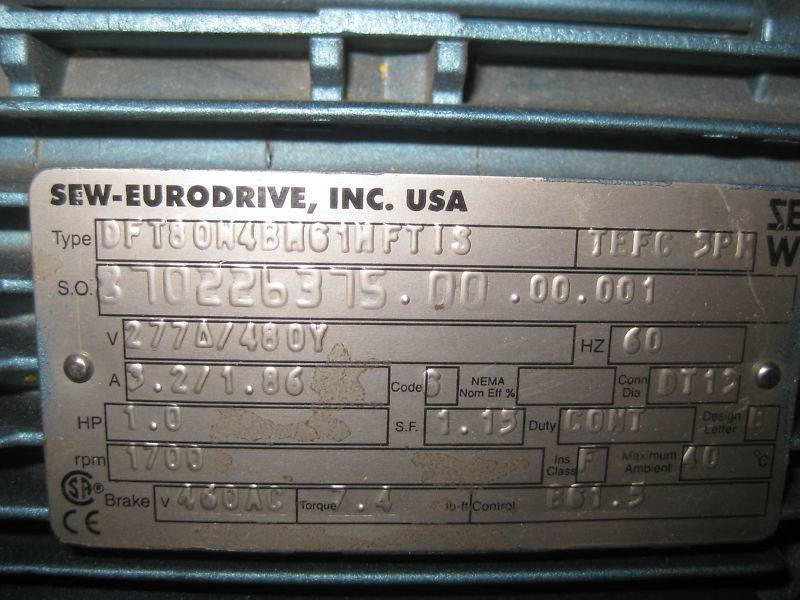 SEW-EURODRIVE, INC. USA
Type DFT80N4BMG1HFTIS TEFC 3PH
S.O. 870226375.00.00.001
V 277Δ/480Y HZ 60
A 3.2/1.86 Code NEMA Nom Eff % Conn Dia DT13
HP 1.0 S.F. 1.15 Duty CONT Design Letter B
rpm 1700 Ins Class F Maximum Ambient 40 °C
Brake V 460AC Torque 7.4 lb-ft Control BG1.5
CE